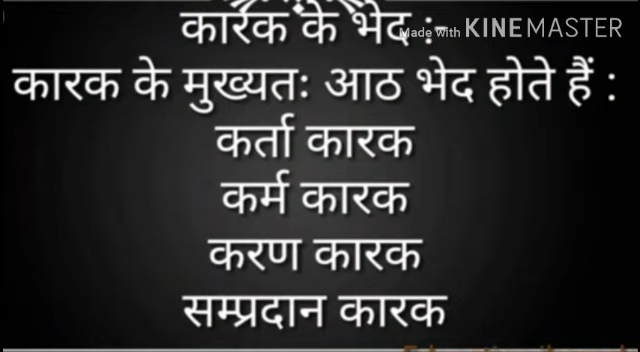 कारक के भेद :-
Made with KINEMASTER
कारक के मुख्यतः आठ भेद होते हैं :
कर्ता कारक
कर्म कारक
करण कारक
सम्प्रदान कारक